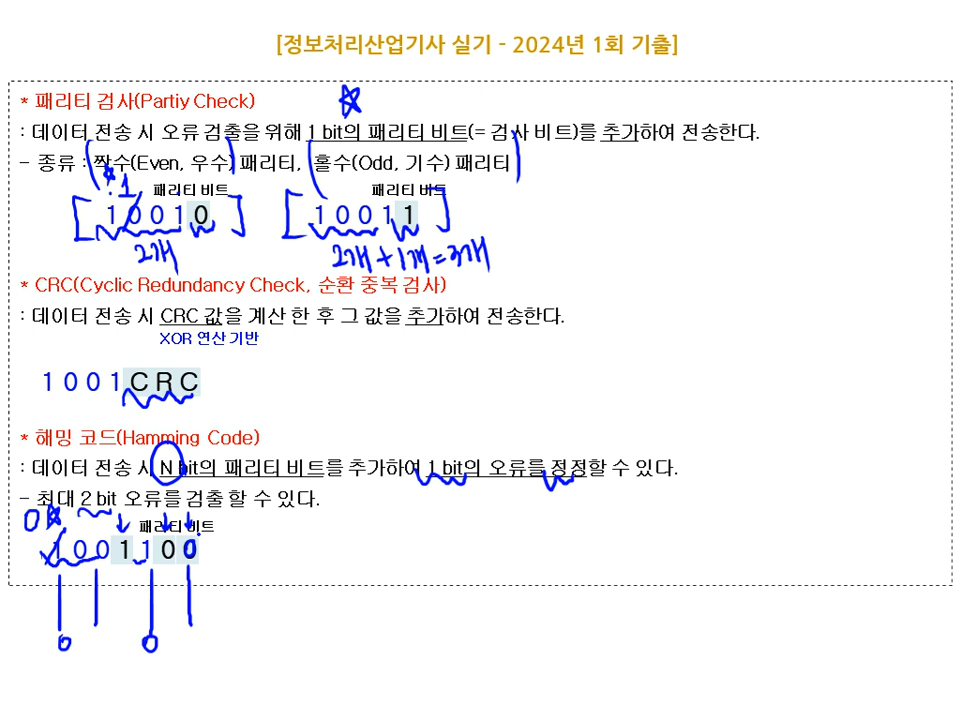 [정보처리산업기사 실기 - 2024년 1회 기출]
* 패리티 검사(Partiy Check)
: 데이터 전송 시 오류 검출을 위해 1 bit의 패리티 비트(= 검사 비트)를 추가하여 전송한다.
- 종류 : 짝수(Even, 우수) 패리티, 홀수(Odd, 기수) 패리티
1 패리티 비트 패리티 비트
[ 1 0 0 1 0 ] [ 1 0 0 1 1 ]
2개 2개 + 1개 = 3개
* CRC(Cyclic Redundancy Check, 순환 중복 검사)
: 데이터 전송 시 CRC 값을 계산 한 후 그 값을 추가하여 전송한다.
XOR 연산 기반
1 0 0 1 C R C
* 해밍 코드(Hamming Code)
: 데이터 전송 시 N bit의 패리티 비트를 추가하여 1 bit의 오류를 정정할 수 있다.
- 최대 2 bit 오류를 검출 할 수 있다.
0 패리티 비트
1 0 0 1 1 0 0
0 0